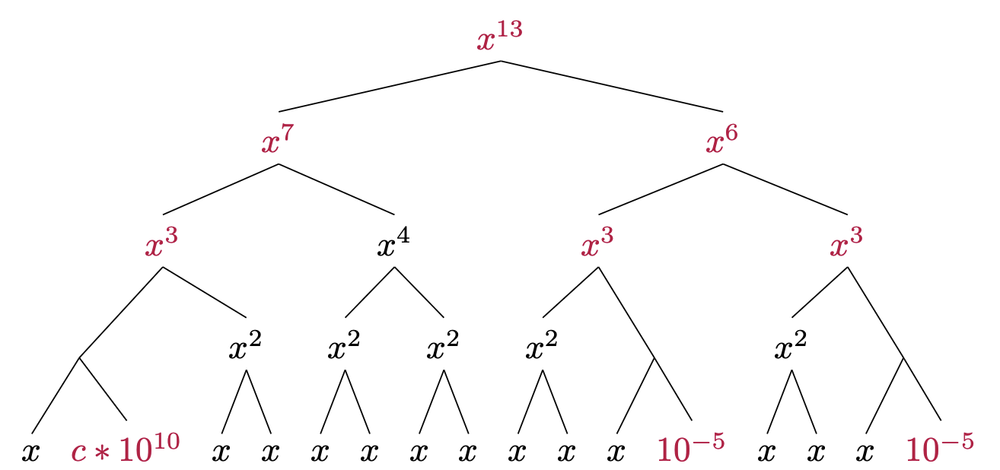 x^{13}
x^7 x^6
x^3 x^4 x^3 x^3
x^2 x^2 x^2 x^2 x^2
x c * 10^{10} x x x x x x x x x 10^{-5} x x x 10^{-5}